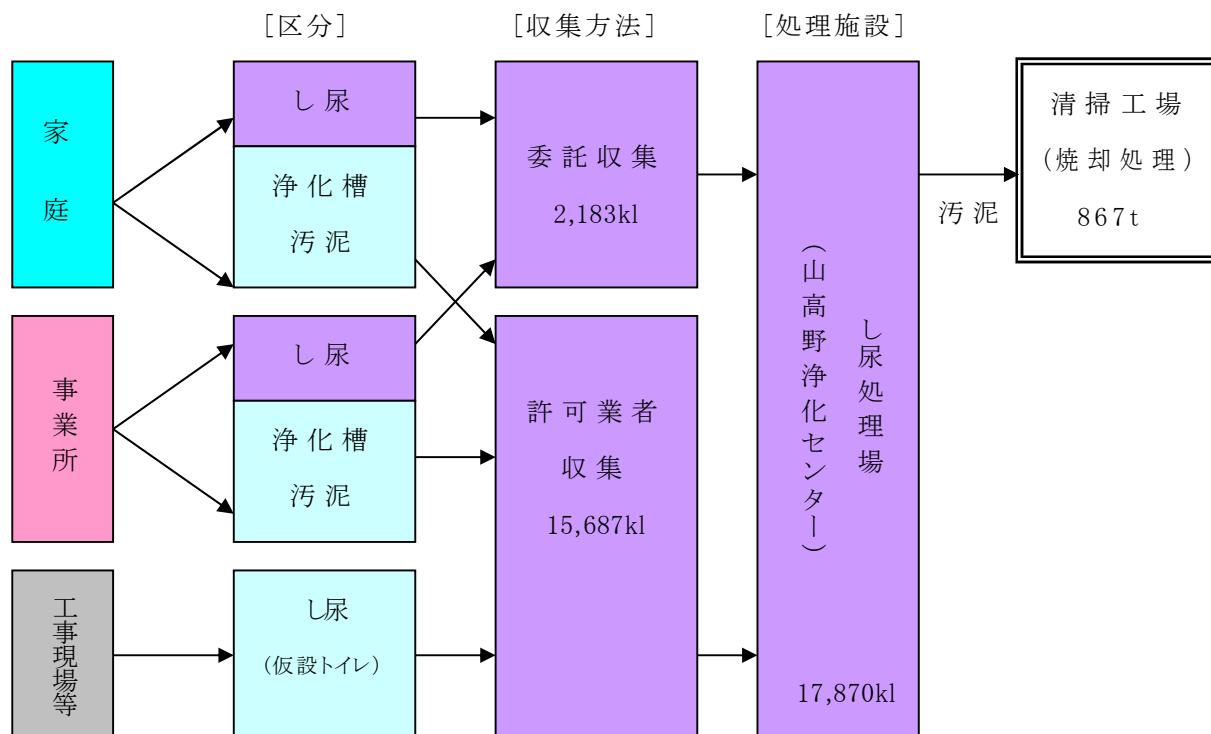 [区分]
[収集方法]
[処理施設]
家庭
し尿
浄化槽
汚泥
委託収集
2,183kl
事業所
し尿
浄化槽
汚泥
許可業者
収集
15,687kl
工事現場等
し尿
(仮設トイレ)
し尿処理場
(山高野浄化センター)
17,870kl
汚泥
清掃工場
(焼却処理)
867t